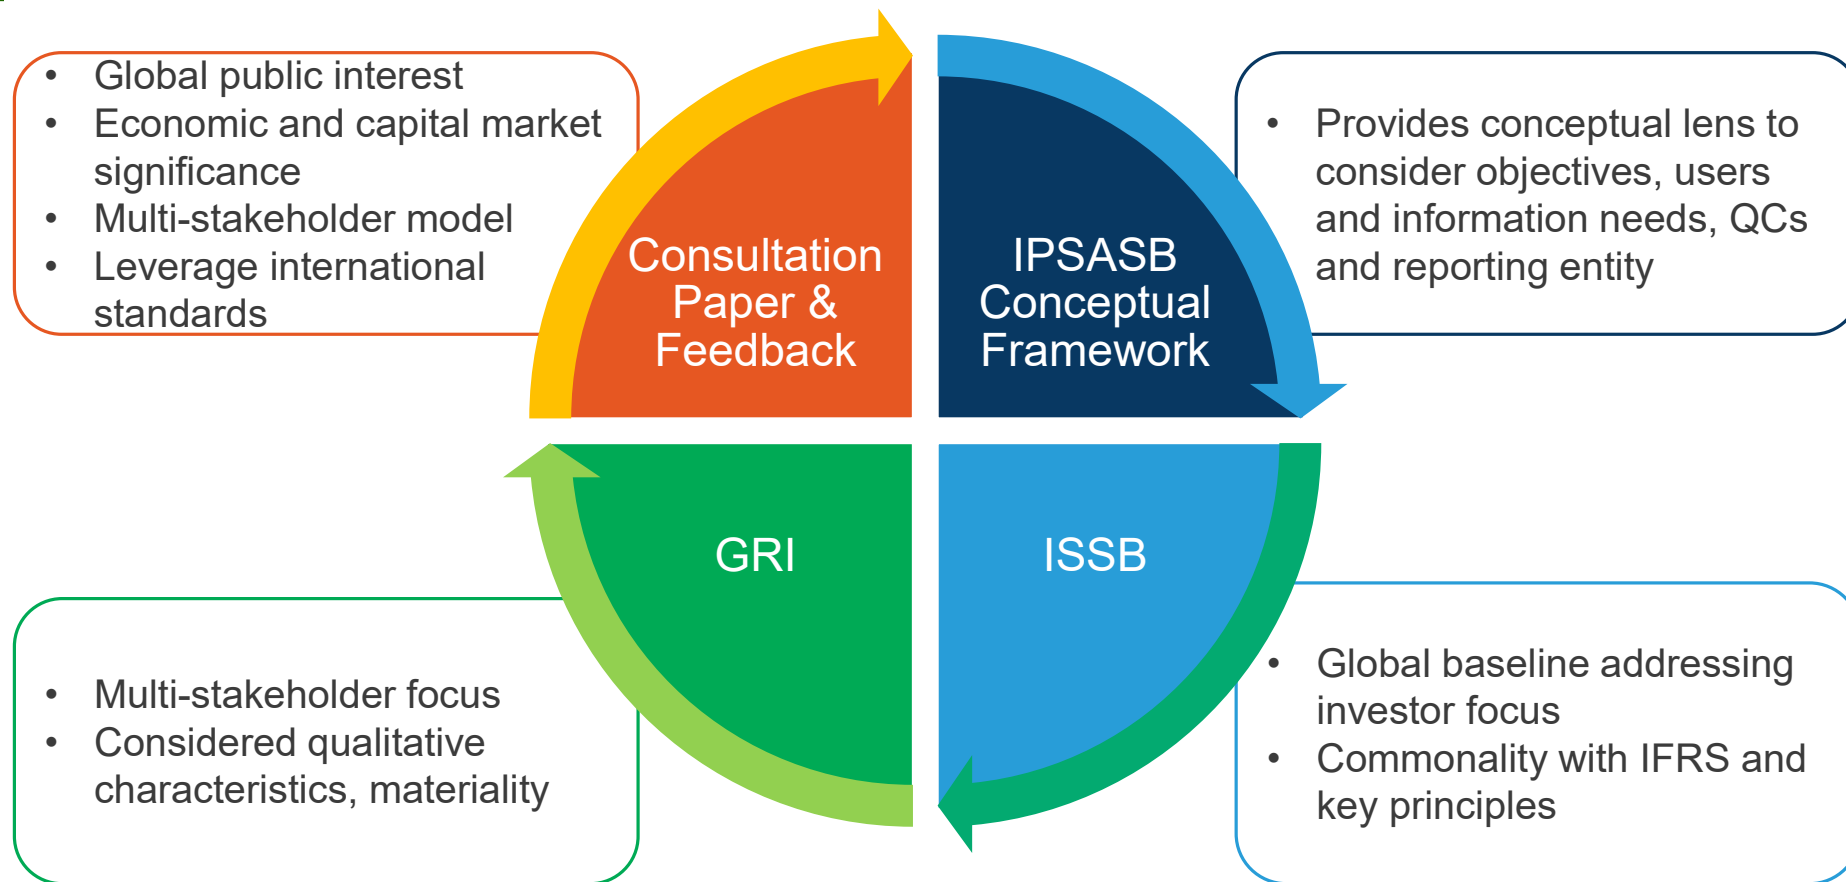 • Global public interest
• Economic and capital market
significance
• Multi-stakeholder model
• Leverage international
standards
Consultation
Paper &
Feedback
IPSASB
Conceptual
Framework
• Provides conceptual lens to
consider objectives, users
and information needs, QCs
and reporting entity
GRI
ISSB
• Multi-stakeholder focus
• Considered qualitative
characteristics, materiality
• Global baseline addressing
investor focus
• Commonality with IFRS and
key principles